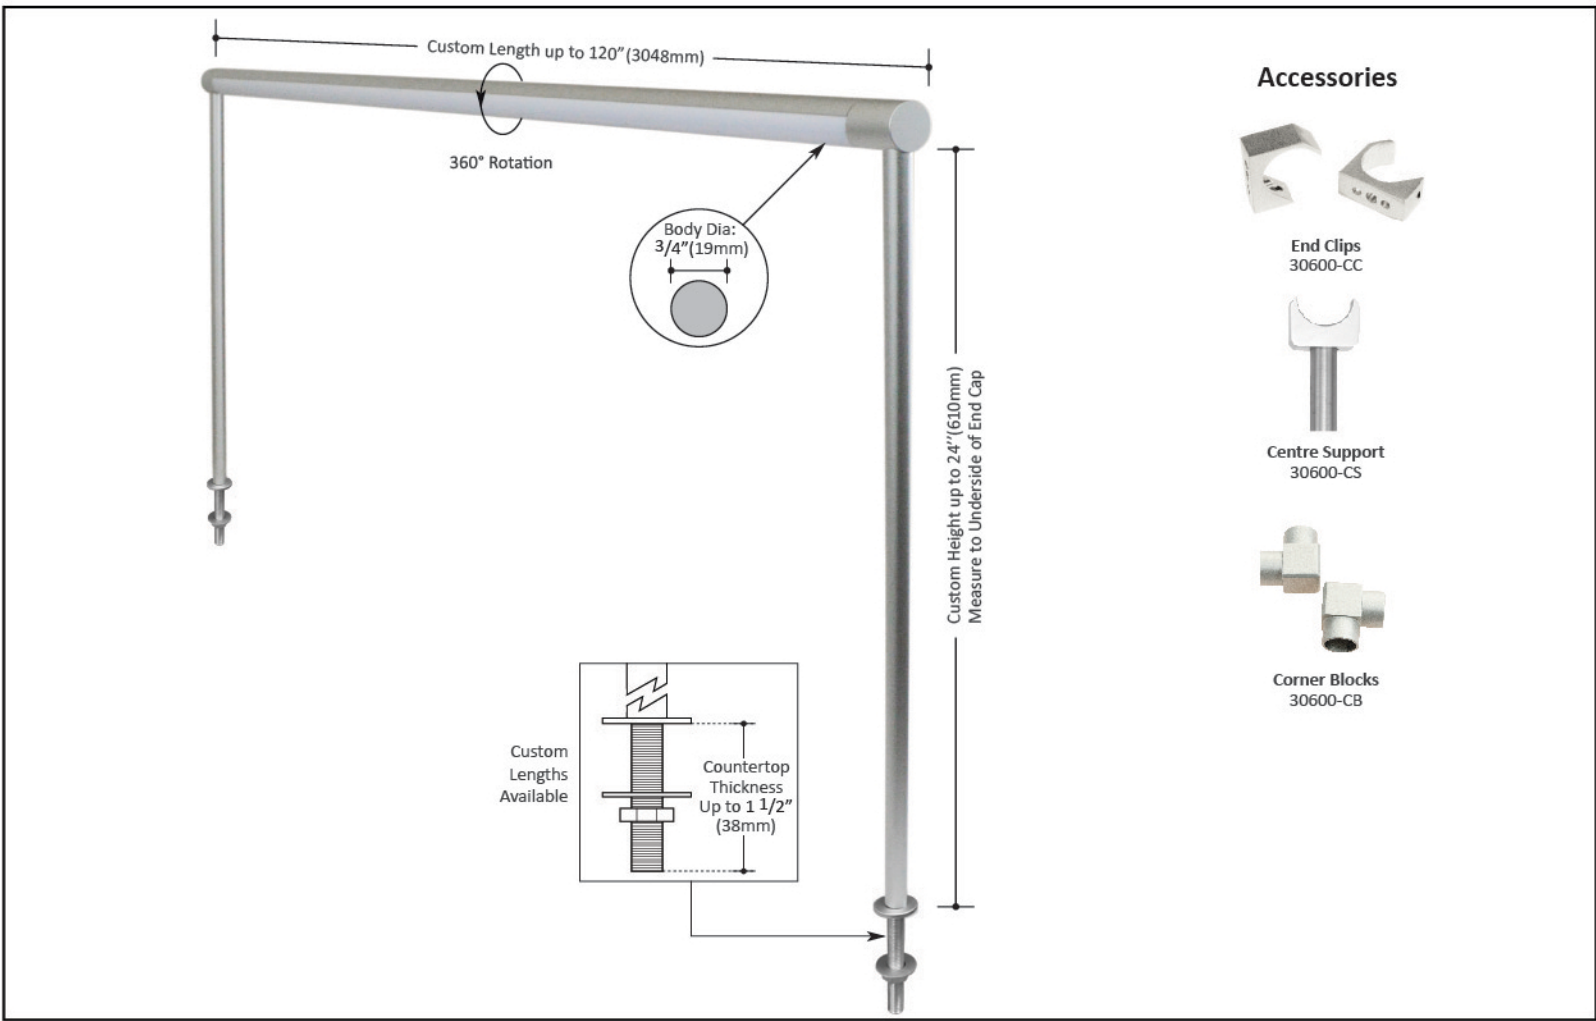 Custom Length up to 120”(3048mm)
360° Rotation
Body Dia:
3/4”(19mm)
Custom Height up to 24’’(610mm)
Measure to Underside of End Cap
Custom
Lengths
Available
Countertop
Thickness
Up to 1 1/2”
(38mm)
Accessories
End Clips
30600-CC
Centre Support
30600-CS
Corner Blocks
30600-CB